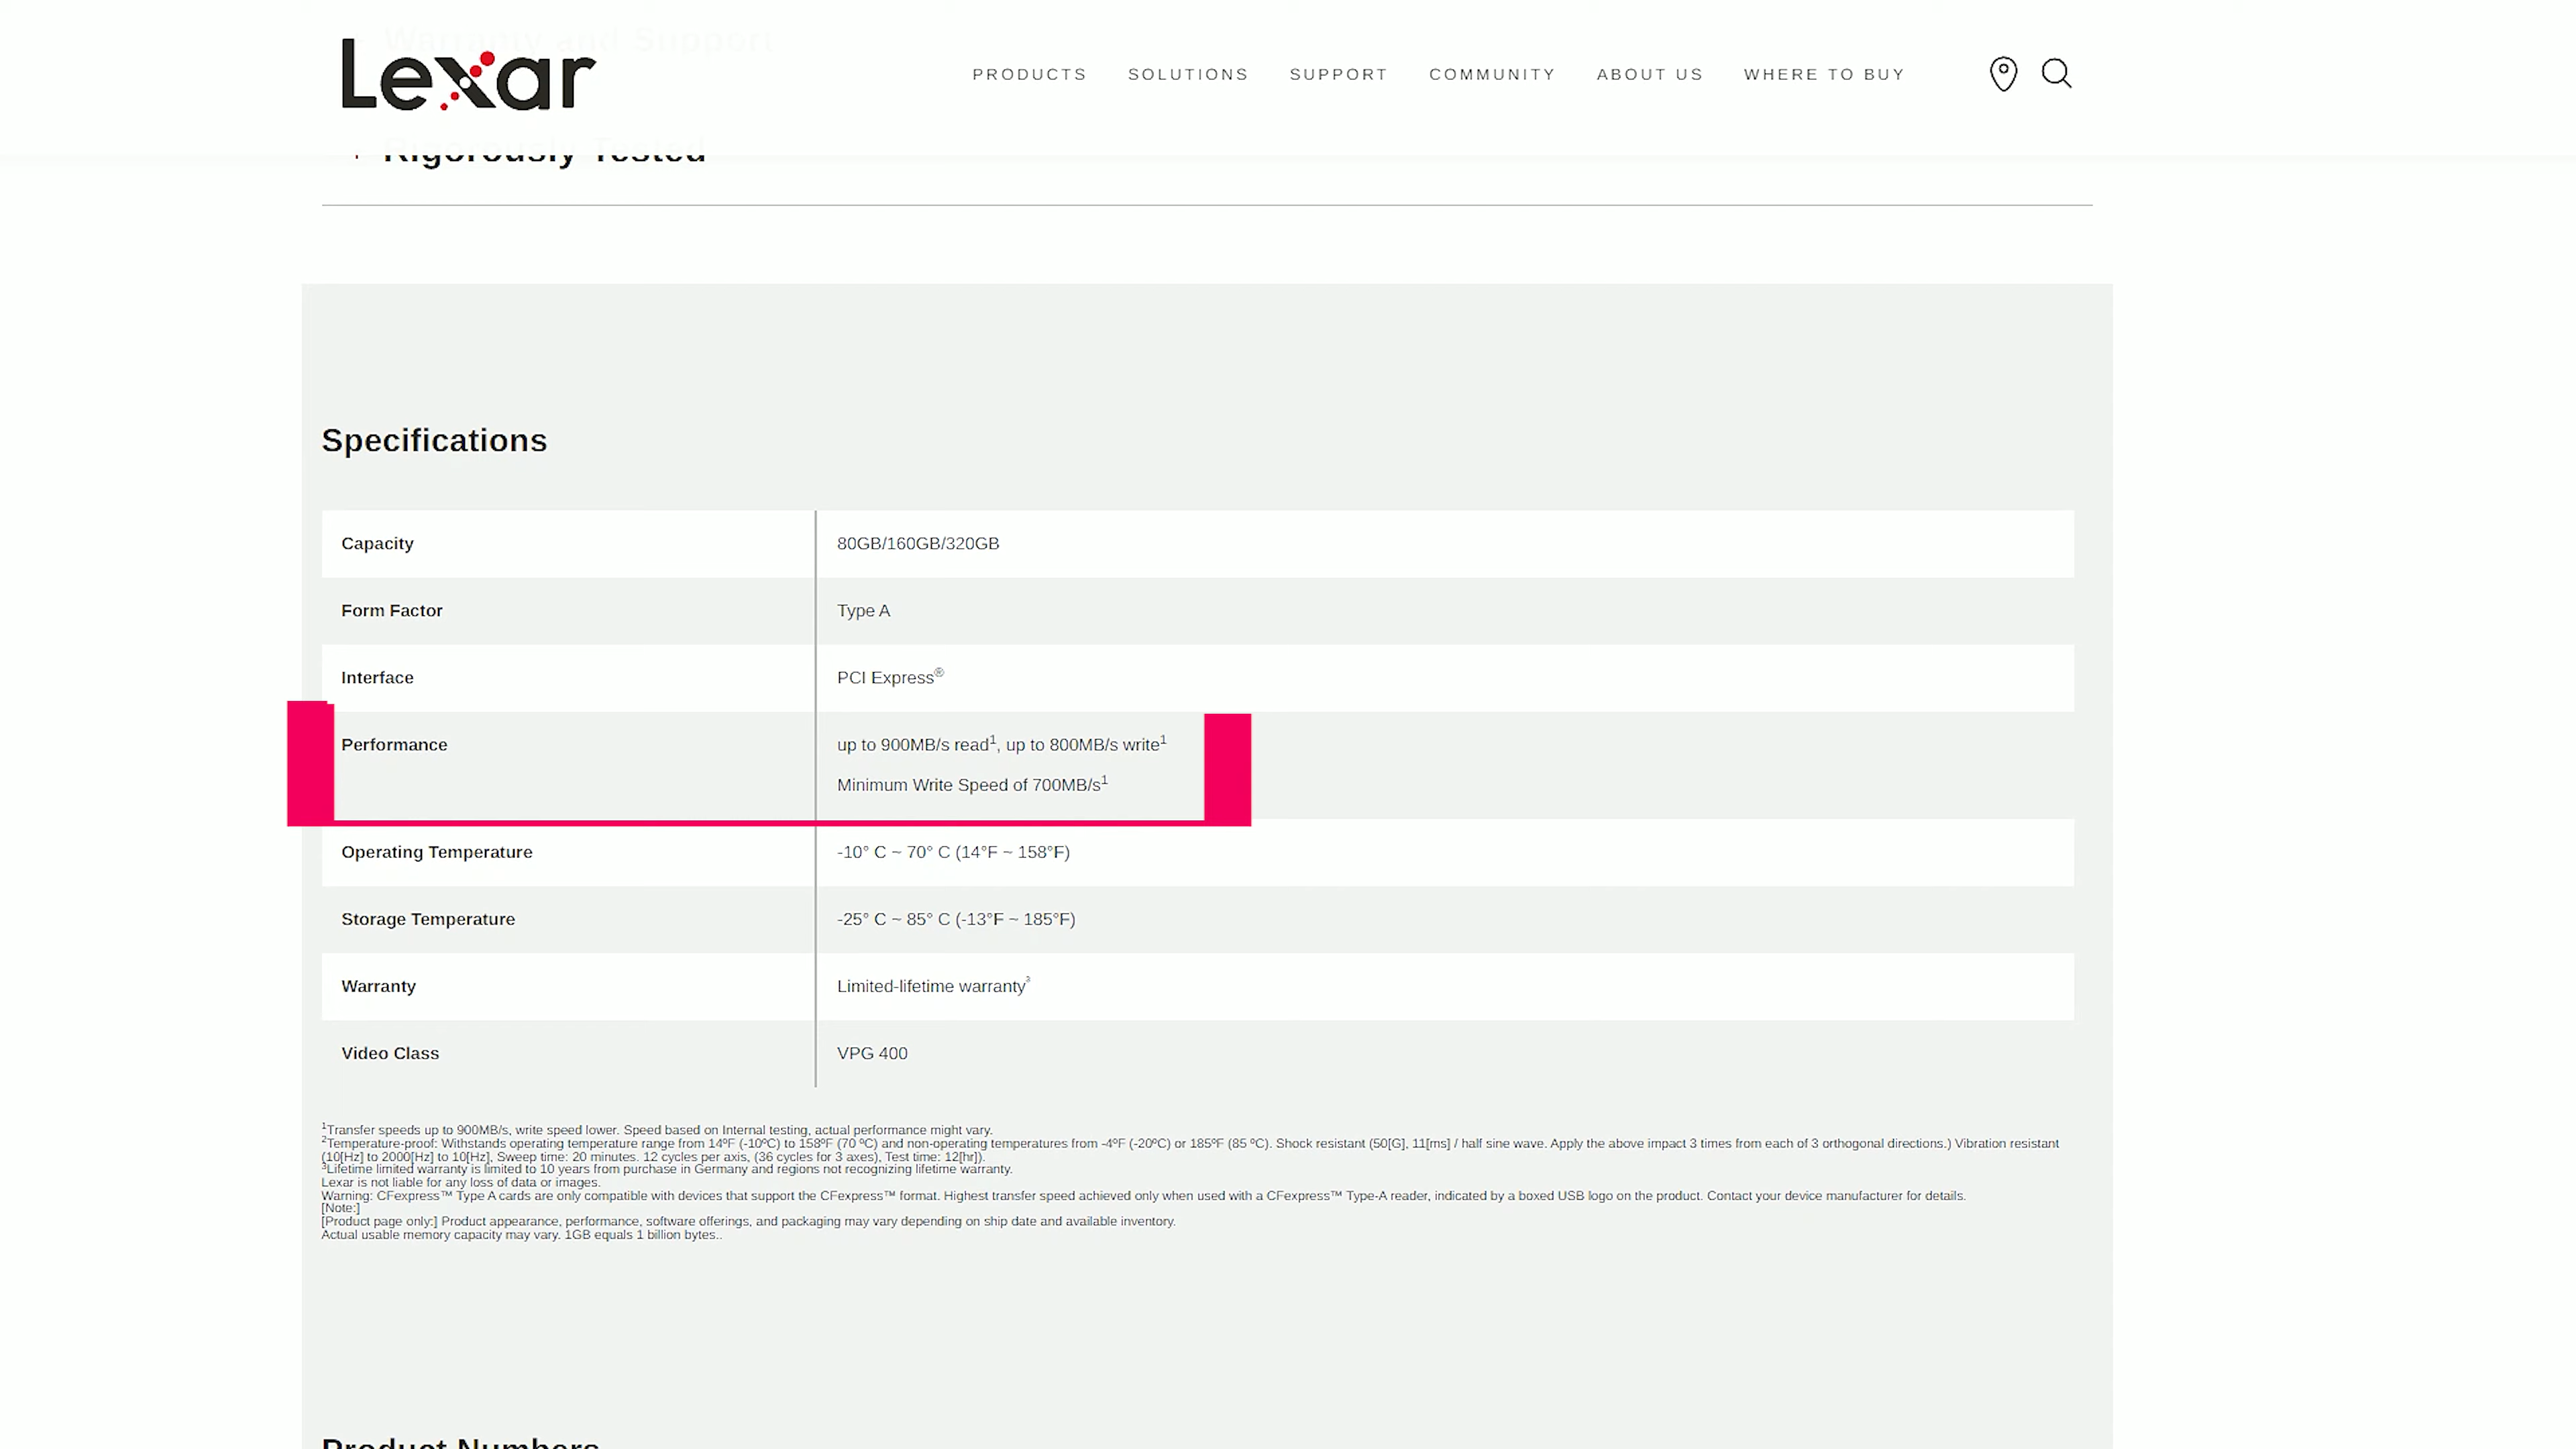 Warranty and Support
Lexar
PRODUCTS SOLUTIONS SUPPORT COMMUNITY ABOUT US WHERE TO BUY
Rigorously Tested
Specifications
Capacity 80GB/160GB/320GB
Form Factor Type A
Interface PCI Express®
Performance up to 900MB/s read¹, up to 800MB/s write¹
Minimum Write Speed of 700MB/s¹
Operating Temperature -10° C ~ 70° C (14°F ~ 158°F)
Storage Temperature -25° C ~ 85° C (-13°F ~ 185°F)
Warranty Limited-lifetime warranty³
Video Class VPG 400
¹Transfer speeds up to 900MB/s, write speed lower. Speed based on Internal testing, actual performance might vary.
²Temperature-proof: Withstands operating temperature range from 14ºF (-10ºC) to 158ºF (70 ºC) and non-operating temperatures from -4ºF (-20ºC) or 185ºF (85 ºC). Shock resistant (50[G], 11[ms] / half sine wave. Apply the above impact 3 times from each of 3 orthogonal directions.) Vibration resistant
(10[Hz] to 2000[Hz] to 10[Hz], Sweep time: 20 minutes. 12 cycles per axis, (36 cycles for 3 axes), Test time: 12[hr]).
³Lifetime limited warranty is limited to 10 years from purchase in Germany and regions not recognizing lifetime warranty.
Lexar is not liable for any loss of data or images.
Warning: CFexpress™ Type A cards are only compatible with devices that support the CFexpress™ format. Highest transfer speed achieved only when used with a CFexpress™ Type-A reader, indicated by a boxed USB logo on the product. Contact your device manufacturer for details.
[Note:]
[Product page only:] Product appearance, performance, software offerings, and packaging may vary depending on ship date and available inventory.
Actual usable memory capacity may vary. 1GB equals 1 billion bytes..
Product Numbers